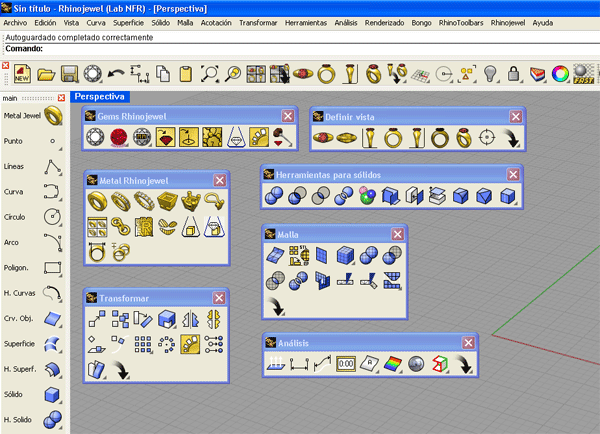 Sin título - Rhinojewel (Lab NFR) - [Perspectiva]
Archivo Edición Vista Curva Superficie Sólido Malla Acotación Transformar Herramientas Análisis Renderizado Bongo RhinoToolbars Rhinojewel Ayuda
Autoguardado completado correctamente
Comando:
NEW
FAST
main
Perspectiva
Metal Jewel
Punto
Líneas
Curva
Círculo
Arco
Poligon.
H. Curvas
Crv. Obj.
Superficie
H. Superf.
Sólido
H. Solido
Gems Rhinojewel
Definir vista
Metal Rhinojewel
Herramientas para sólidos
Malla
STL
Transformar
Análisis
0:00